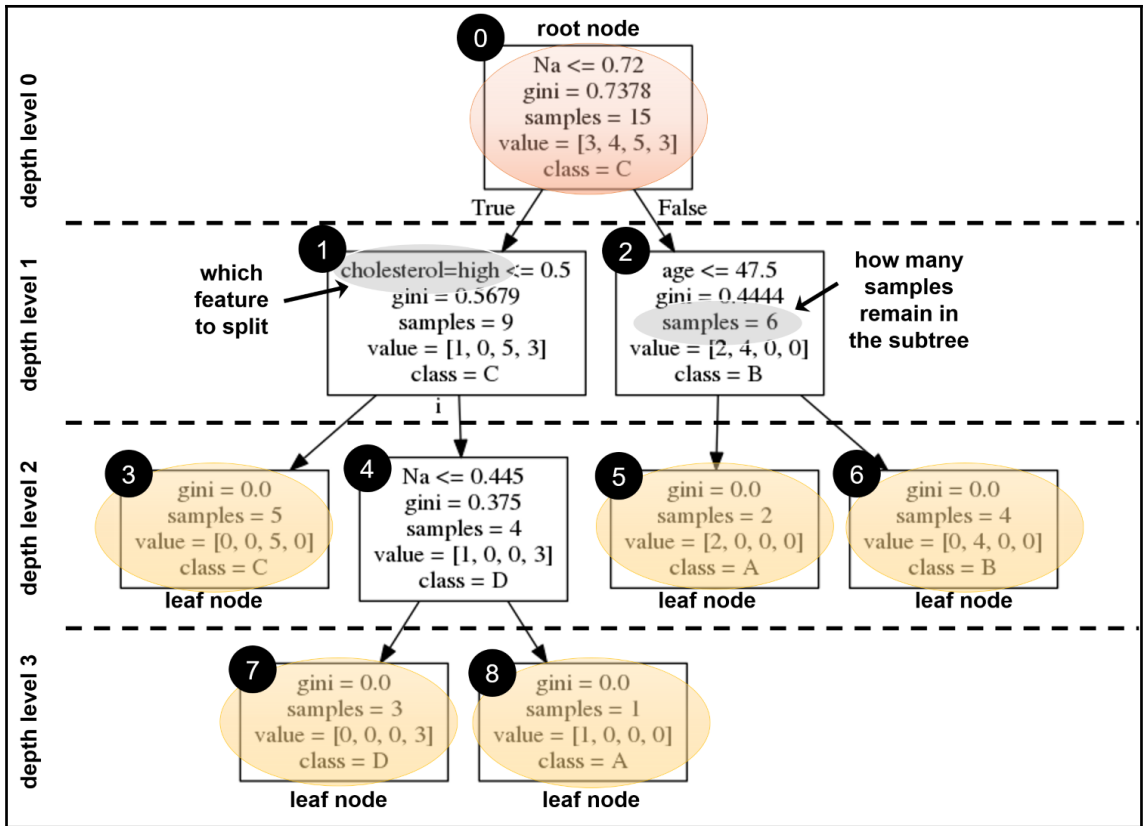 root node
0
Na <= 0.72
gini = 0.7378
samples = 15
value = [3, 4, 5, 3]
class = C
depth level 0
True
False
1
cholesterol=high <= 0.5
gini = 0.5679
samples = 9
value = [1, 0, 5, 3]
class = C
which
feature
to split
2
age <= 47.5
gini = 0.4444
samples = 6
value = [2, 4, 0, 0]
class = B
how many
samples
remain in
the subtree
depth level 1
i
3
gini = 0.0
samples = 5
value = [0, 0, 5, 0]
class = C
leaf node
4
Na <= 0.445
gini = 0.375
samples = 4
value = [1, 0, 0, 3]
class = D
5
gini = 0.0
samples = 2
value = [2, 0, 0, 0]
class = A
leaf node
6
gini = 0.0
samples = 4
value = [0, 4, 0, 0]
class = B
leaf node
depth level 2
7
gini = 0.0
samples = 3
value = [0, 0, 0, 3]
class = D
leaf node
8
gini = 0.0
samples = 1
value = [1, 0, 0, 0]
class = A
leaf node
depth level 3